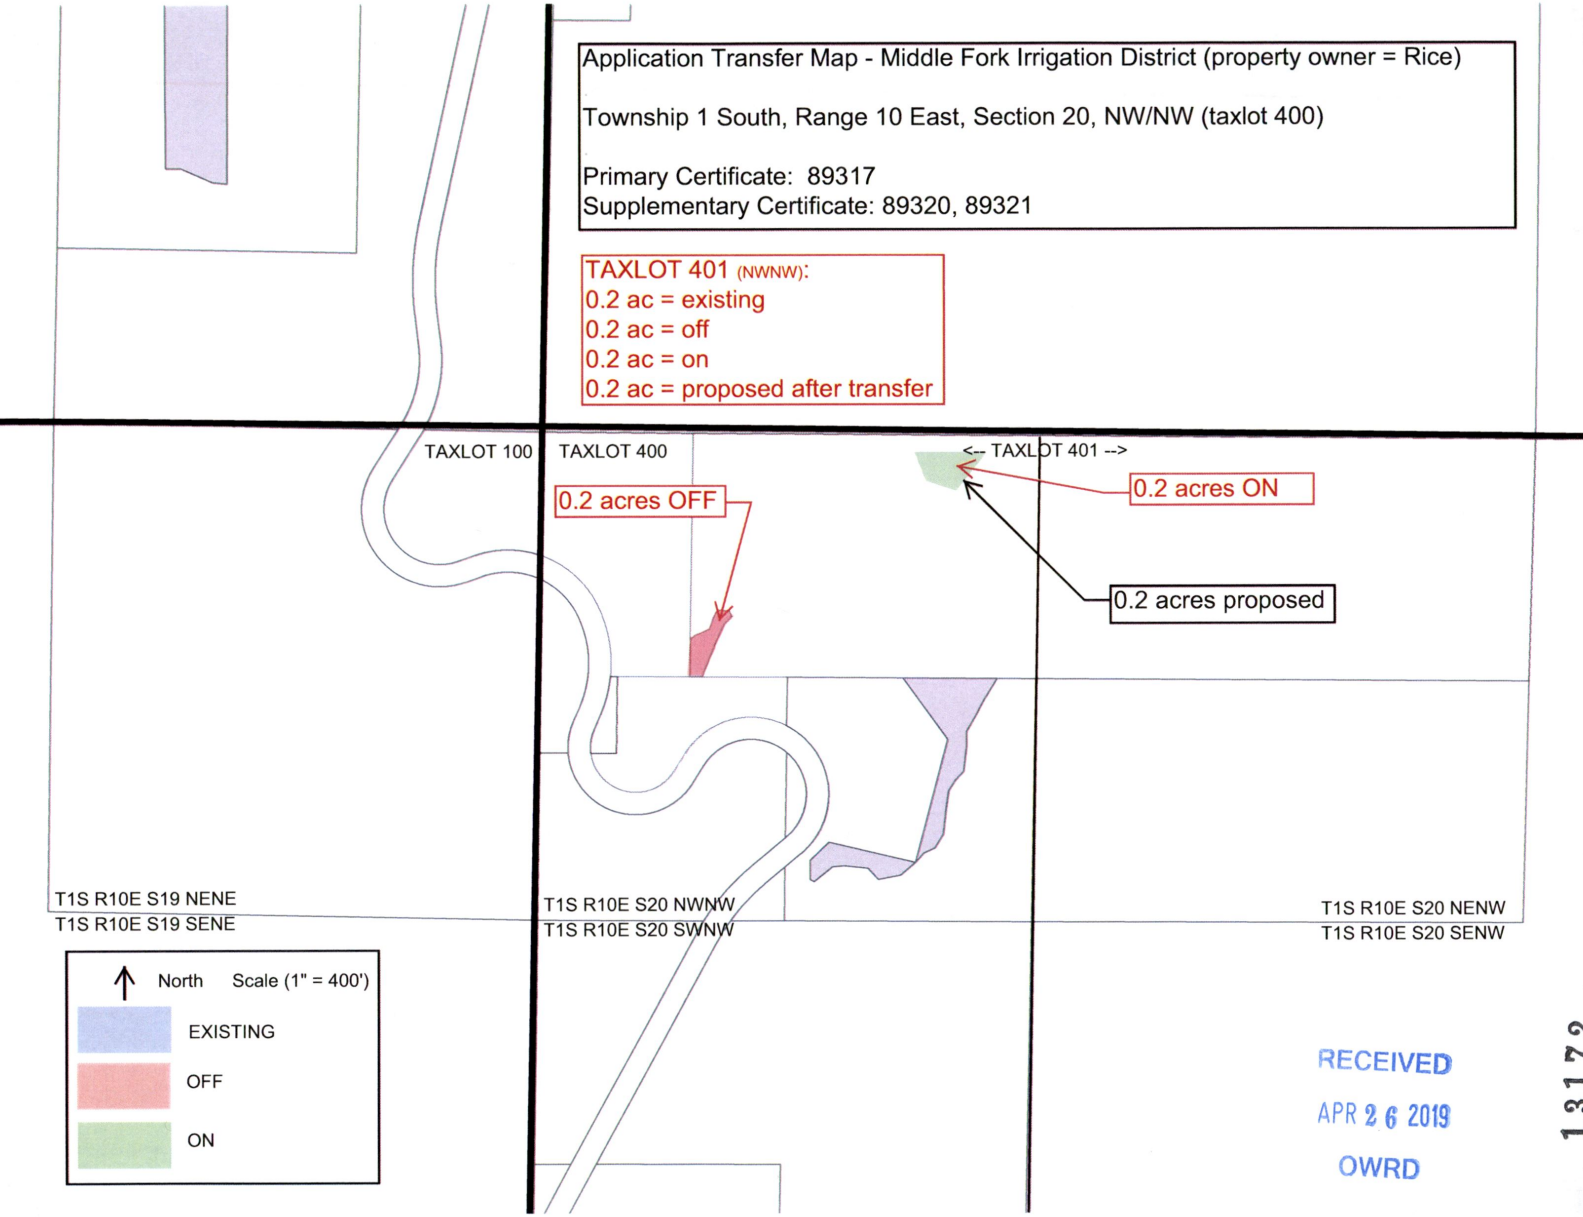 Application Transfer Map - Middle Fork Irrigation District (property owner = Rice)
Township 1 South, Range 10 East, Section 20, NW/NW (taxlot 400)
Primary Certificate: 89317
Supplementary Certificate: 89320, 89321
TAXLOT 401 (NWNW):
0.2 ac = existing
0.2 ac = off
0.2 ac = on
0.2 ac = proposed after transfer
TAXLOT 100
TAXLOT 400
<-- TAXLOT 401 -->
0.2 acres OFF
0.2 acres ON
0.2 acres proposed
T1S R10E S19 NENE
T1S R10E S19 SENE
T1S R10E S20 NWNW
T1S R10E S20 SWNW
T1S R10E S20 NENW
T1S R10E S20 SENW
North Scale (1" = 400')
EXISTING
OFF
ON
RECEIVED
APR 26 2019
OWRD
13172